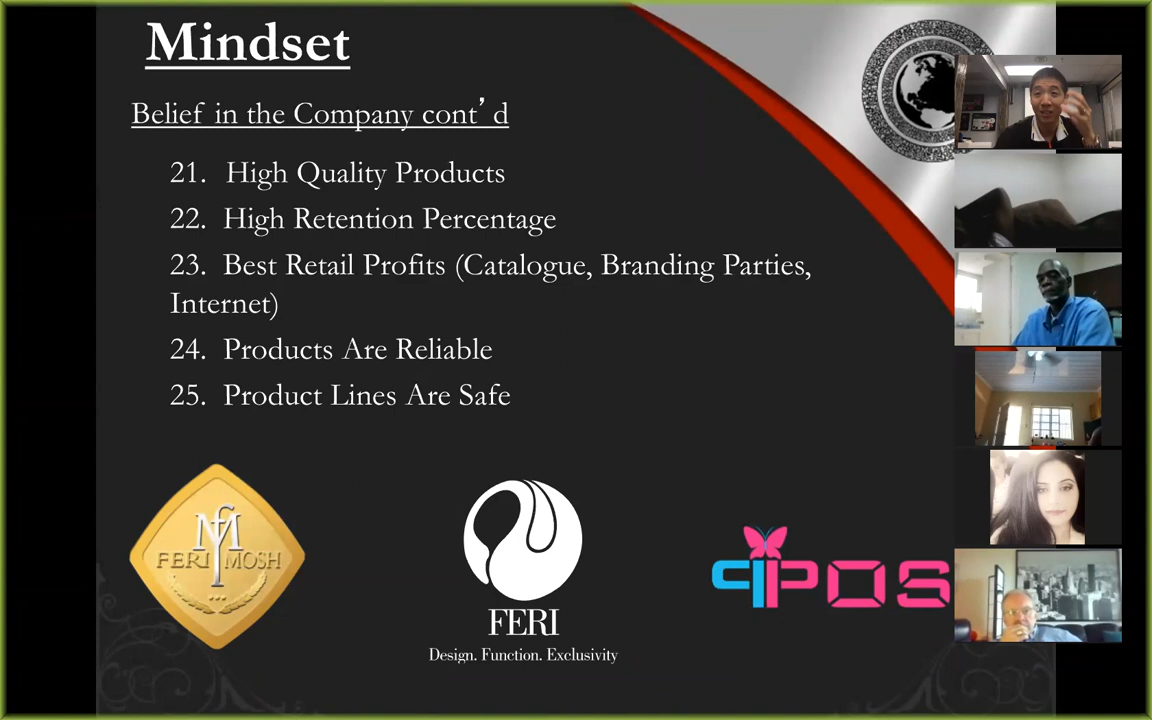 Mindset
Belief in the Company cont’d
21. High Quality Products
22. High Retention Percentage
23. Best Retail Profits (Catalogue, Branding Parties,
Internet)
24. Products Are Reliable
25. Product Lines Are Safe
FERI MOSH
FERI
Design. Function. Exclusivity
POS